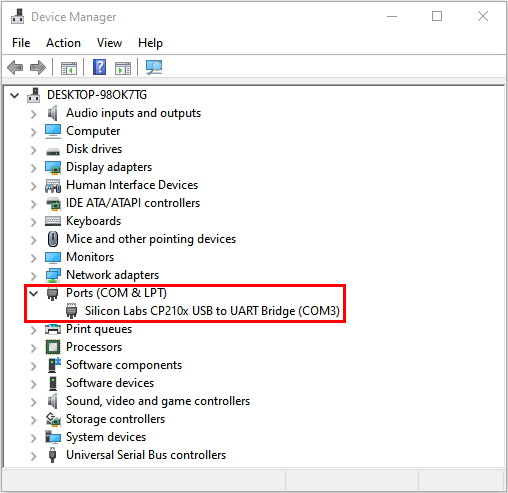 Device Manager
File Action View Help
DESKTOP-98OK7TG
Audio inputs and outputs
Computer
Disk drives
Display adapters
Human Interface Devices
IDE ATA/ATAPI controllers
Keyboards
Mice and other pointing devices
Monitors
Network adapters
Ports (COM & LPT)
Silicon Labs CP210x USB to UART Bridge (COM3)
Print queues
Processors
Software components
Software devices
Sound, video and game controllers
Storage controllers
System devices
Universal Serial Bus controllers